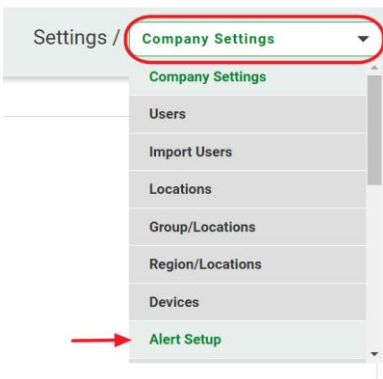 Settings / Company Settings
Company Settings
Users
Import Users
Locations
Group/Locations
Region/Locations
Devices
Alert Setup